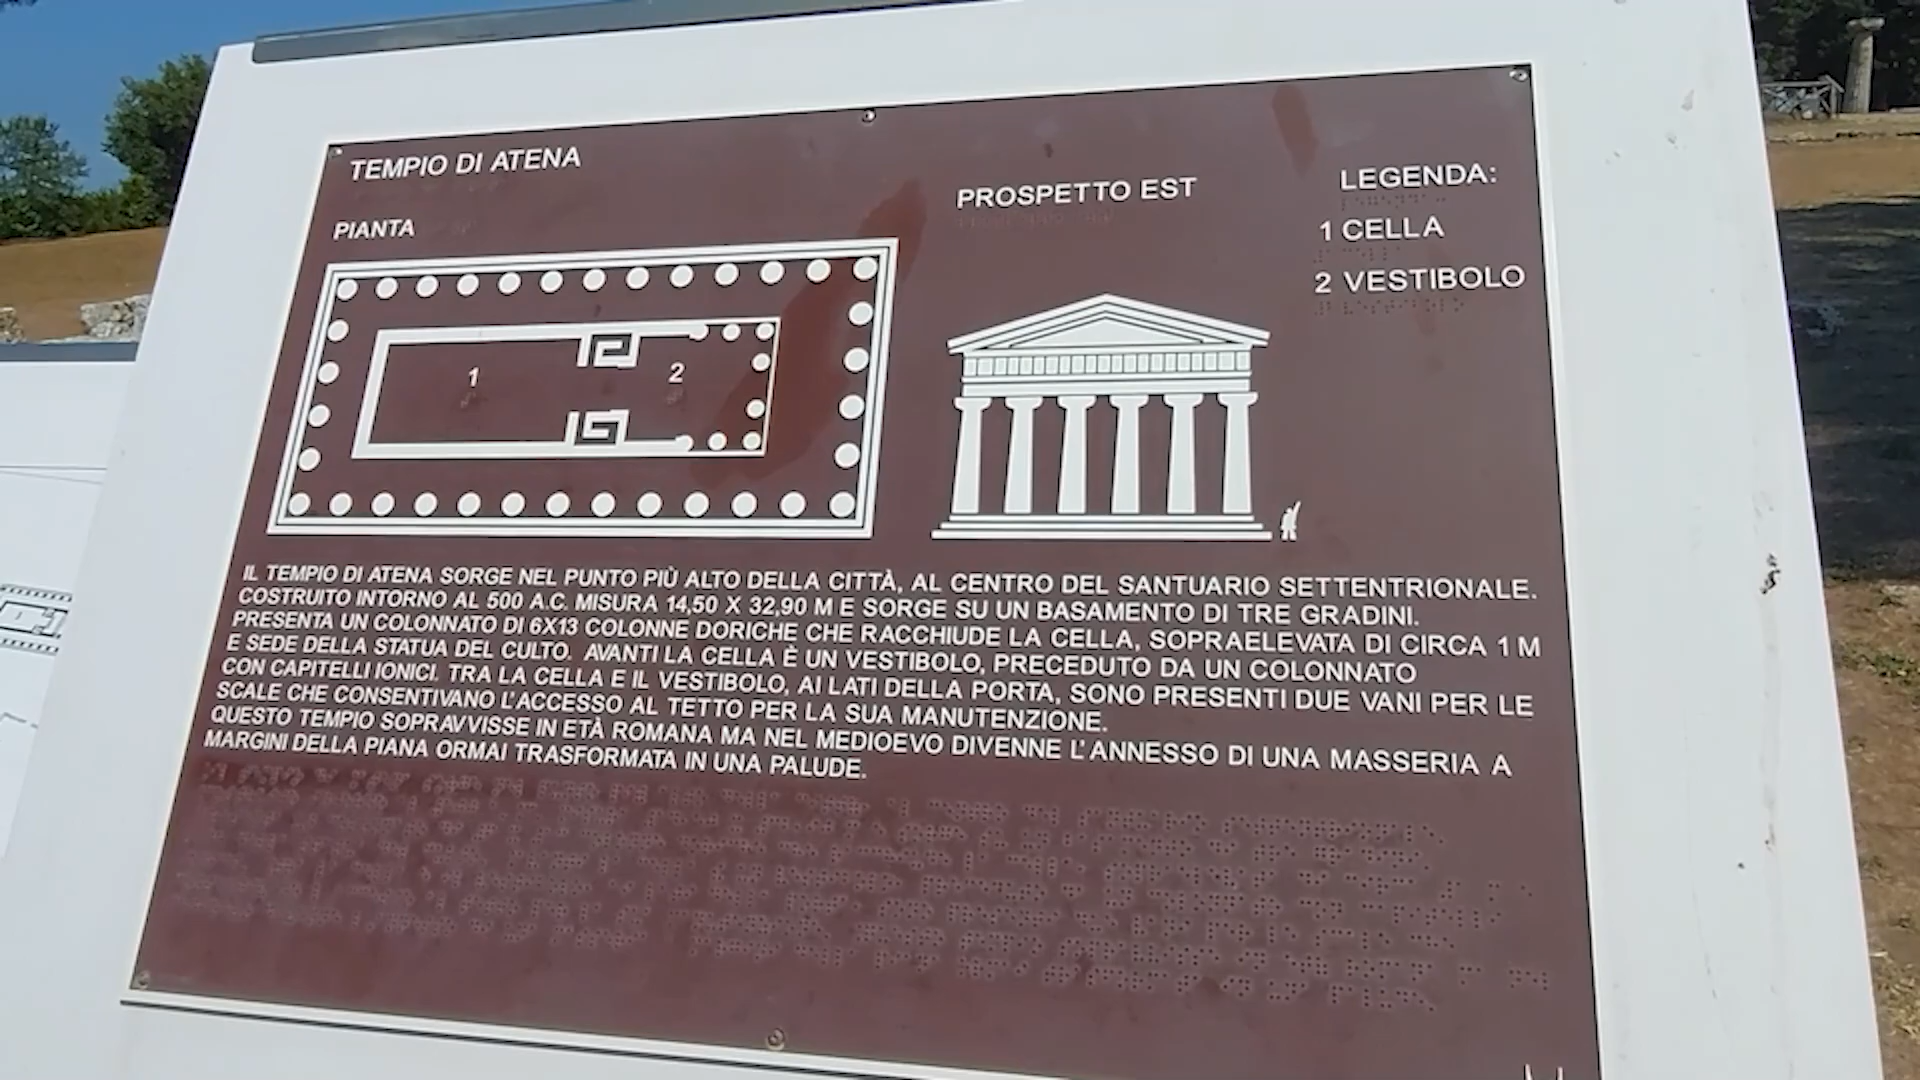 TEMPIO DI ATENA
PIANTA
1
2
PROSPETTO EST
LEGENDA:
1 CELLA
2 VESTIBOLO
IL TEMPIO DI ATENA SORGE NEL PUNTO PIÙ ALTO DELLA CITTÀ, AL CENTRO DEL SANTUARIO SETTENTRIONALE.
COSTRUITO INTORNO AL 500 A.C. MISURA 14,50 X 32,90 M E SORGE SU UN BASAMENTO DI TRE GRADINI.
PRESENTA UN COLONNATO DI 6X13 COLONNE DORICHE CHE RACCHIUDE LA CELLA, SOPRAELEVATA DI CIRCA 1 M
E SEDE DELLA STATUA DEL CULTO. AVANTI LA CELLA È UN VESTIBOLO, PRECEDUTO DA UN COLONNATO
CON CAPITELLI IONICI. TRA LA CELLA E IL VESTIBOLO, AI LATI DELLA PORTA, SONO PRESENTI DUE VANI PER LE
SCALE CHE CONSENTIVANO L'ACCESSO AL TETTO PER LA SUA MANUTENZIONE.
QUESTO TEMPIO SOPRAVVISSE IN ETÀ ROMANA MA NEL MEDIOEVO DIVENNE L'ANNESSO DI UNA MASSERIA A
MARGINI DELLA PIANA ORMAI TRASFORMATA IN UNA PALUDE.